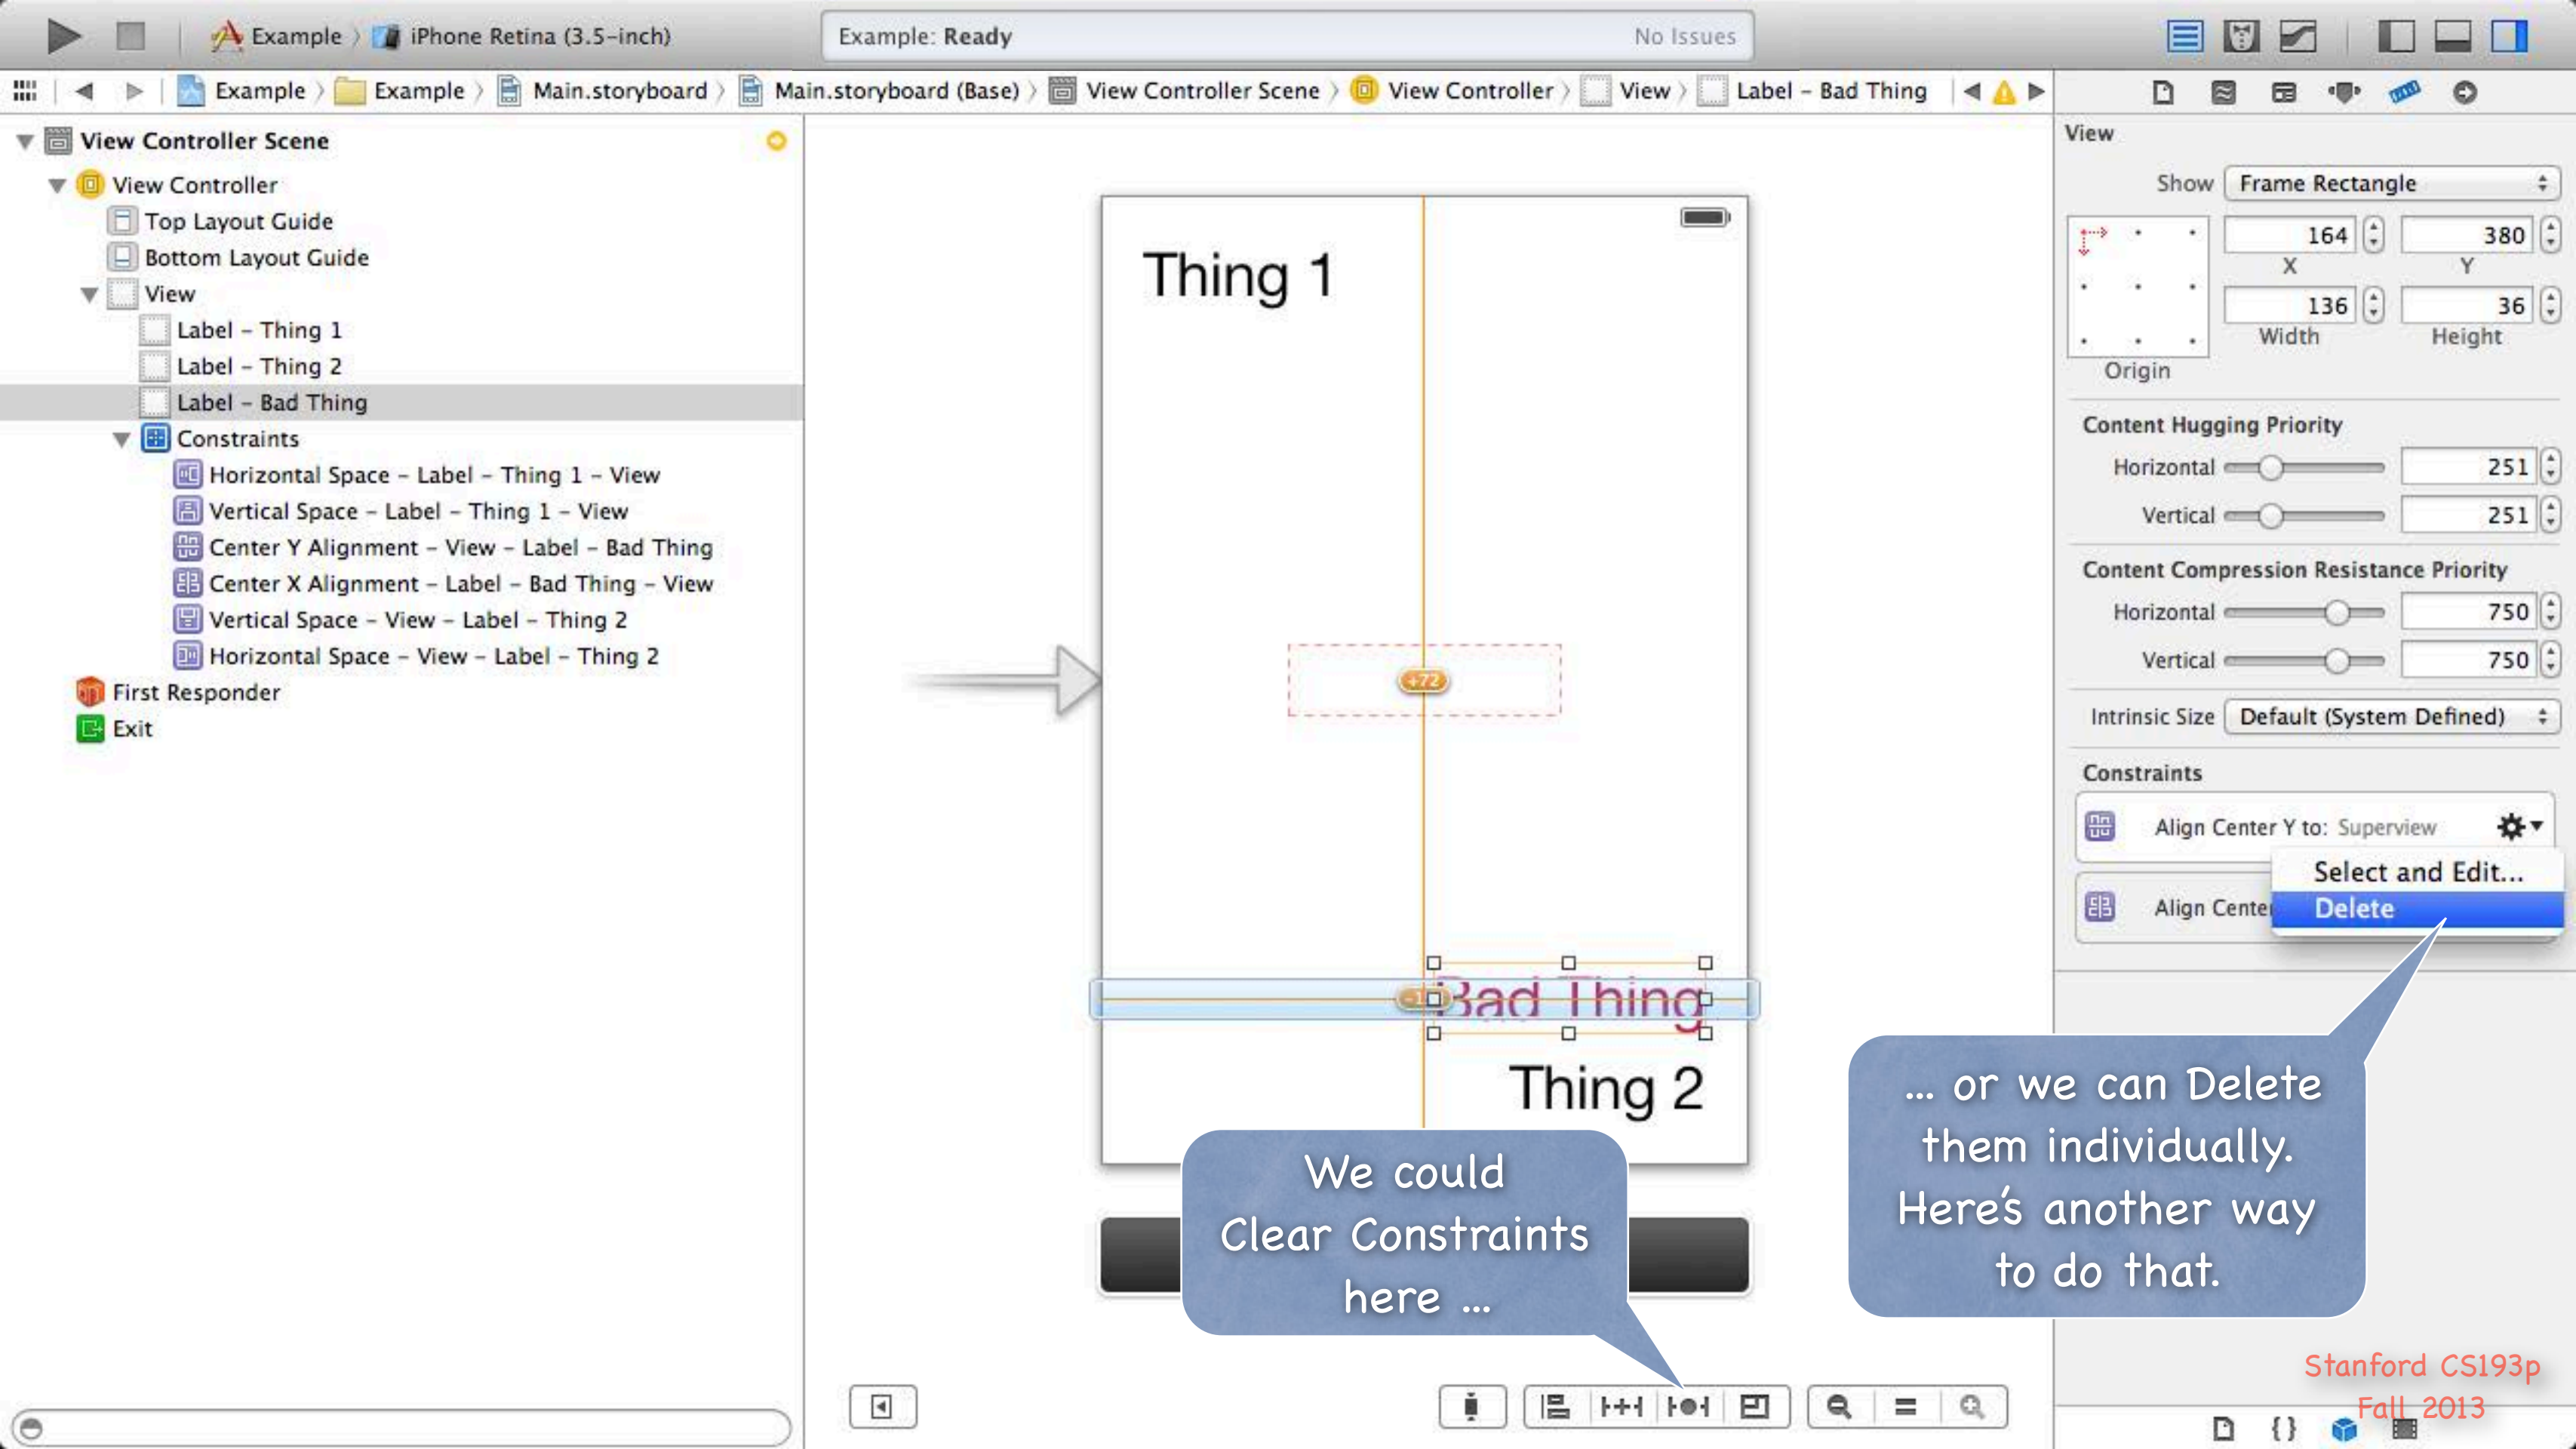 Example
iPhone Retina (3.5-inch)
Example: Ready
No Issues
Example
Example
Main.storyboard
Main.storyboard (Base)
View Controller Scene
View Controller
View
Label - Bad Thing
View Controller Scene
View Controller
Top Layout Guide
Bottom Layout Guide
View
Label - Thing 1
Label - Thing 2
Label - Bad Thing
Constraints
Horizontal Space - Label - Thing 1 - View
Vertical Space - Label - Thing 1 - View
Center Y Alignment - View - Label - Bad Thing
Center X Alignment - Label - Bad Thing - View
Vertical Space - View - Label - Thing 2
Horizontal Space - View - Label - Thing 2
First Responder
Exit
Thing 1
+72
Bad Thing
Thing 2
We could
Clear Constraints
here ...
View
Show Frame Rectangle
164 380
X Y
136 36
Width Height
Origin
Content Hugging Priority
Horizontal 251
Vertical 251
Content Compression Resistance Priority
Horizontal 750
Vertical 750
Intrinsic Size Default (System Defined)
Constraints
Align Center Y to: Superview
Select and Edit...
Align Cente
Delete
... or we can Delete
them individually.
Here's another way
to do that.
Stanford CS193p
Fall 2013